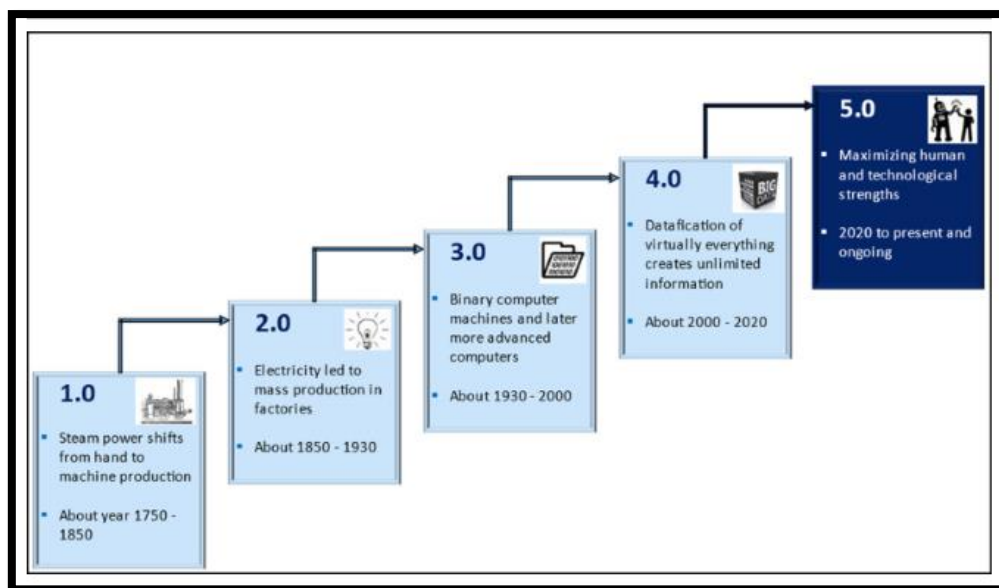 1.0
Steam power shifts
from hand to
machine production
About year 1750 -
1850
2.0
Electricity led to
mass production in
factories
About 1850 - 1930
3.0
Binary computer
machines and later
more advanced
computers
About 1930 - 2000
4.0
BIG
DATA
Datafication of
virtually everything
creates unlimited
information
About 2000 - 2020
5.0
Maximizing human
and technological
strengths
2020 to present and
ongoing